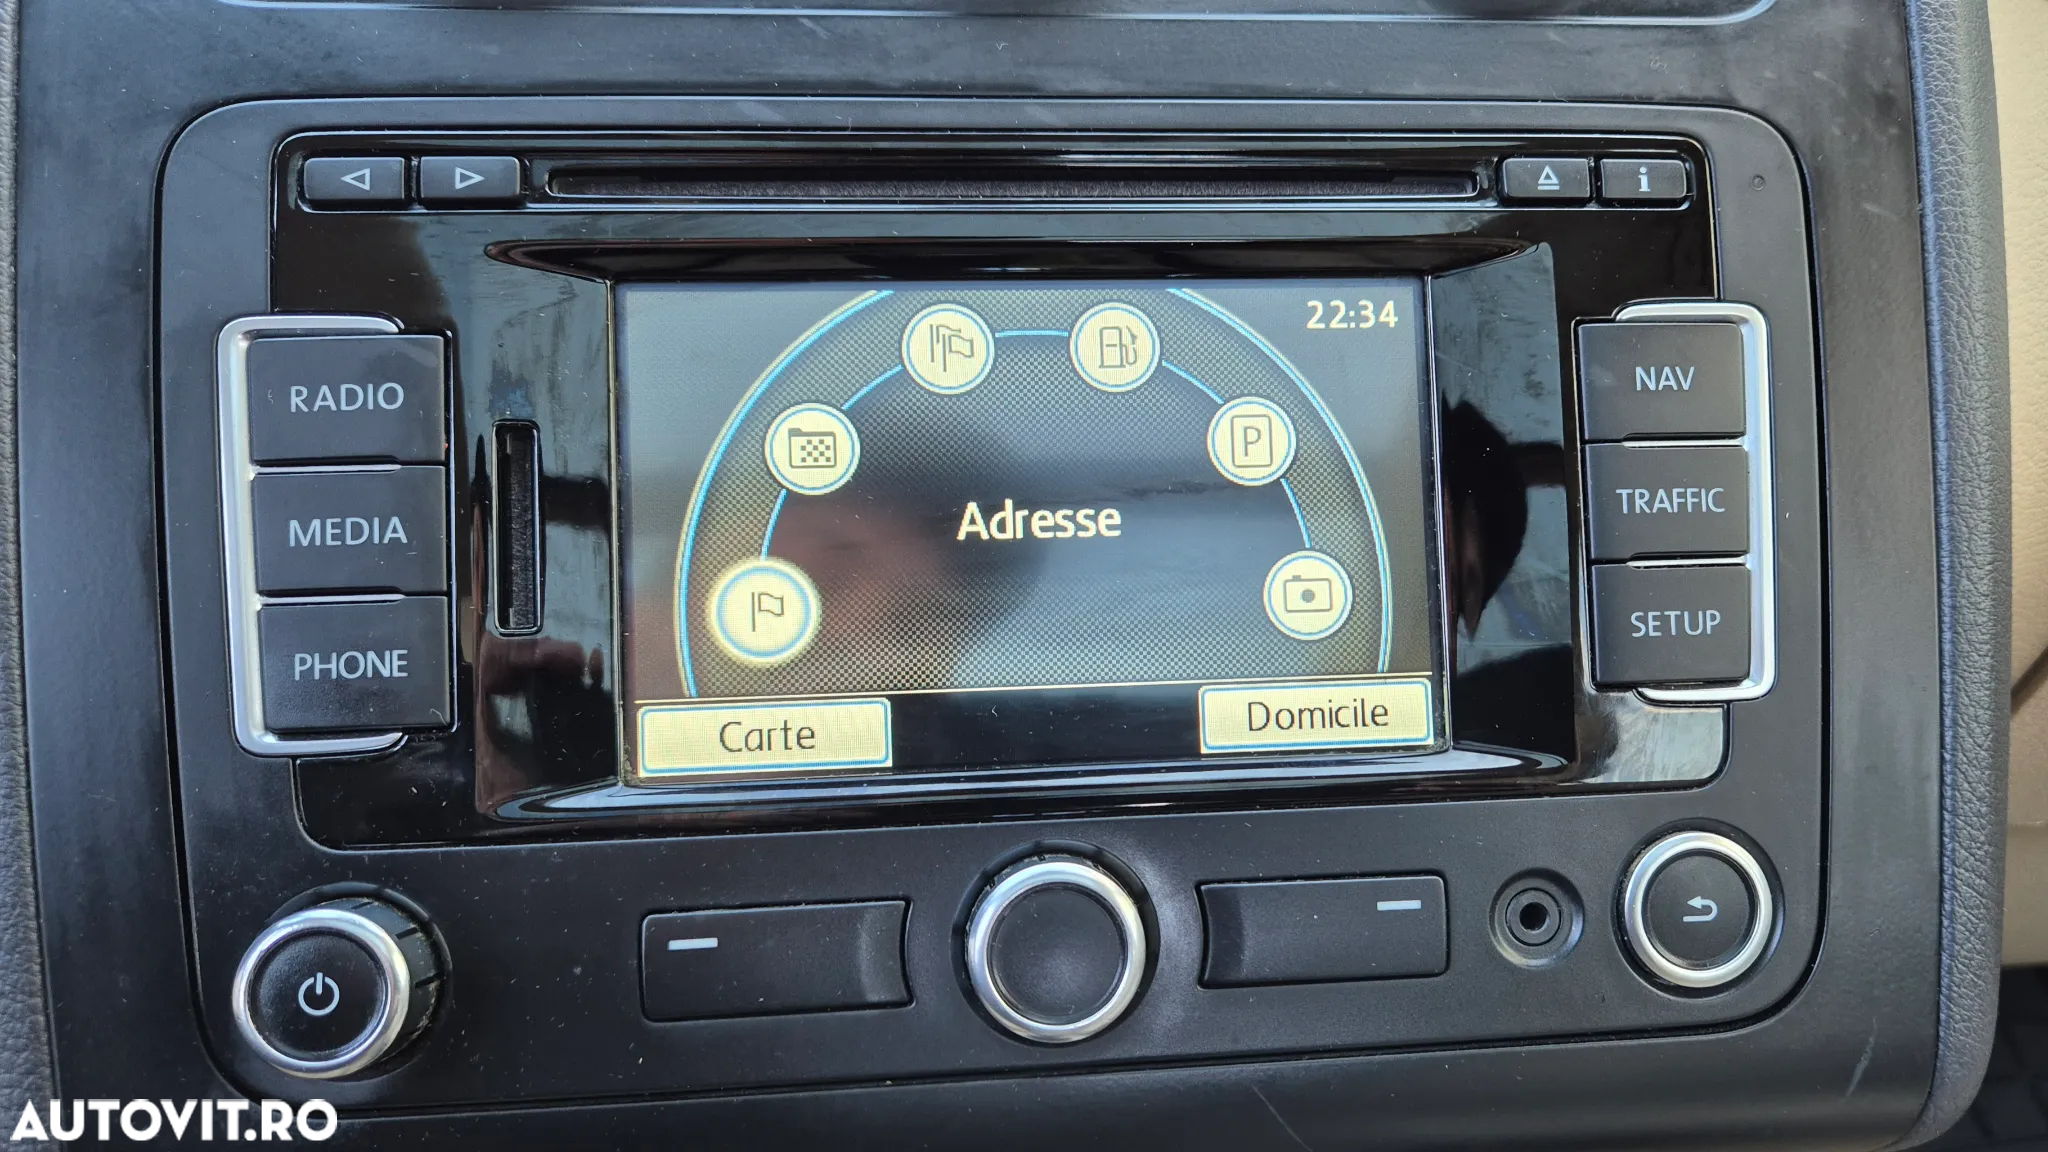 i
22:34
RADIO
NAV
P
MEDIA
TRAFFIC
Adresse
PHONE
SETUP
Carte
Domicile
AUTOVIT.RO